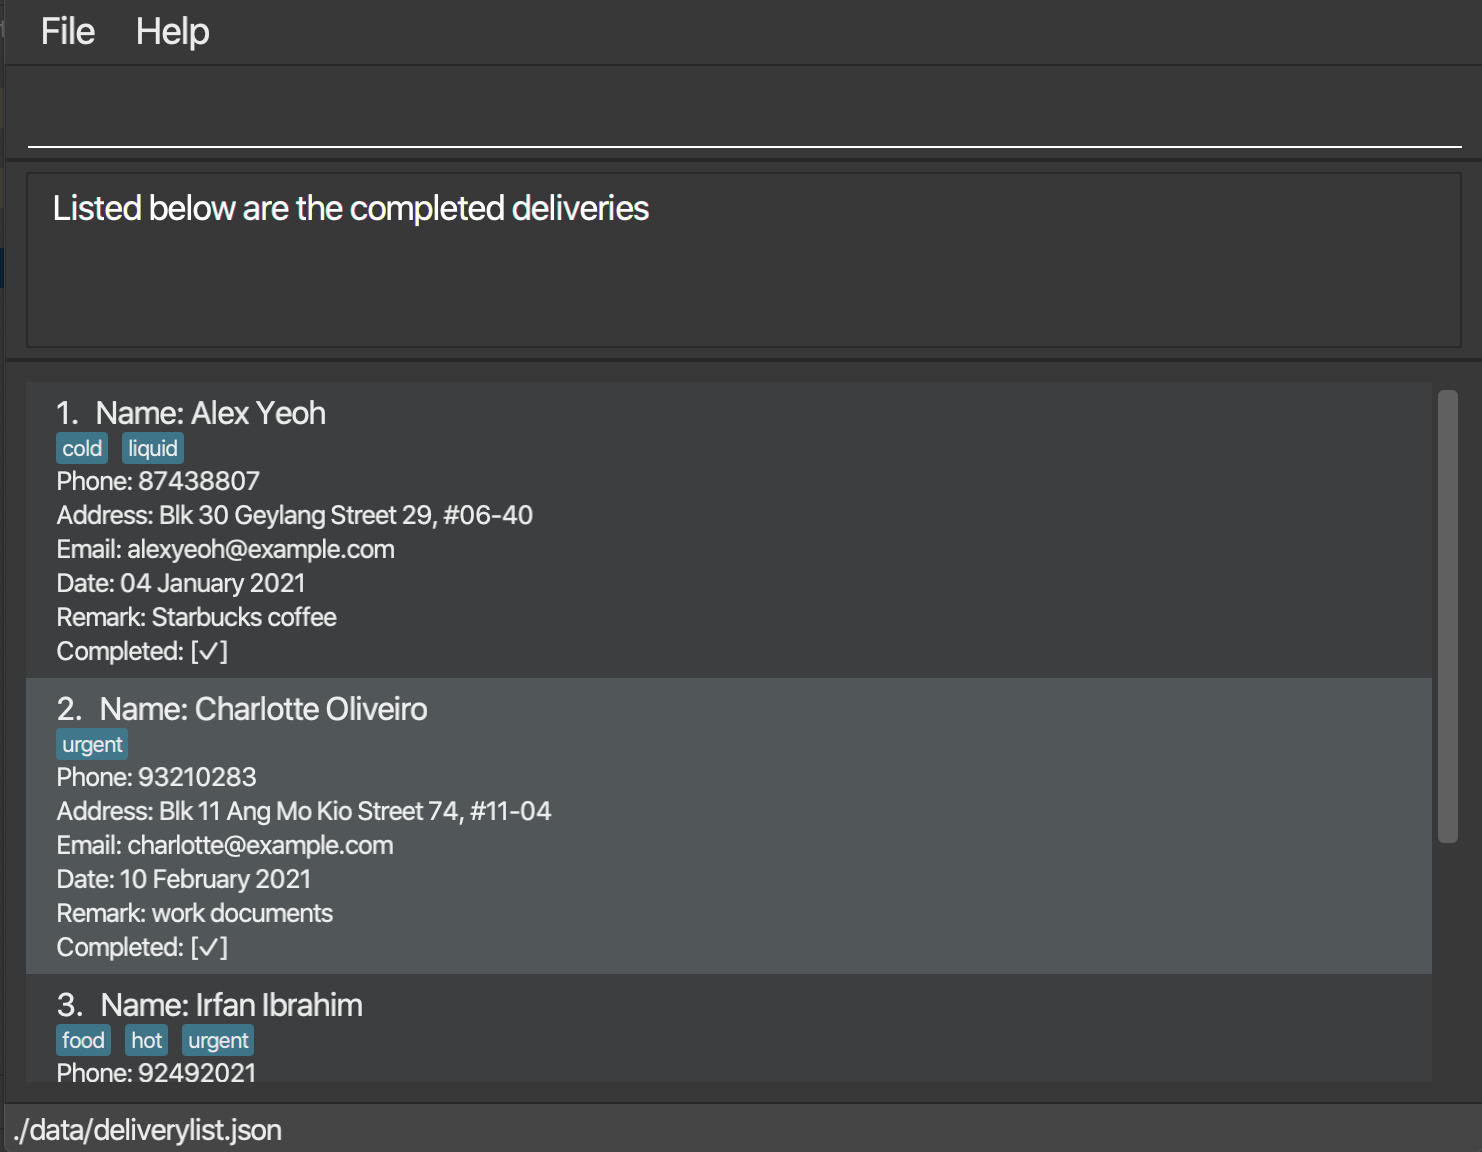 File Help
Listed below are the completed deliveries
1. Name: Alex Yeoh
cold liquid
Phone: 87438807
Address: Blk 30 Geylang Street 29, #06-40
Email: alexyeoh@example.com
Date: 04 January 2021
Remark: Starbucks coffee
Completed: [✓]
2. Name: Charlotte Oliveiro
urgent
Phone: 93210283
Address: Blk 11 Ang Mo Kio Street 74, #11-04
Email: charlotte@example.com
Date: 10 February 2021
Remark: work documents
Completed: [✓]
3. Name: Irfan Ibrahim
food hot urgent
Phone: 92492021
./data/deliverylist.json